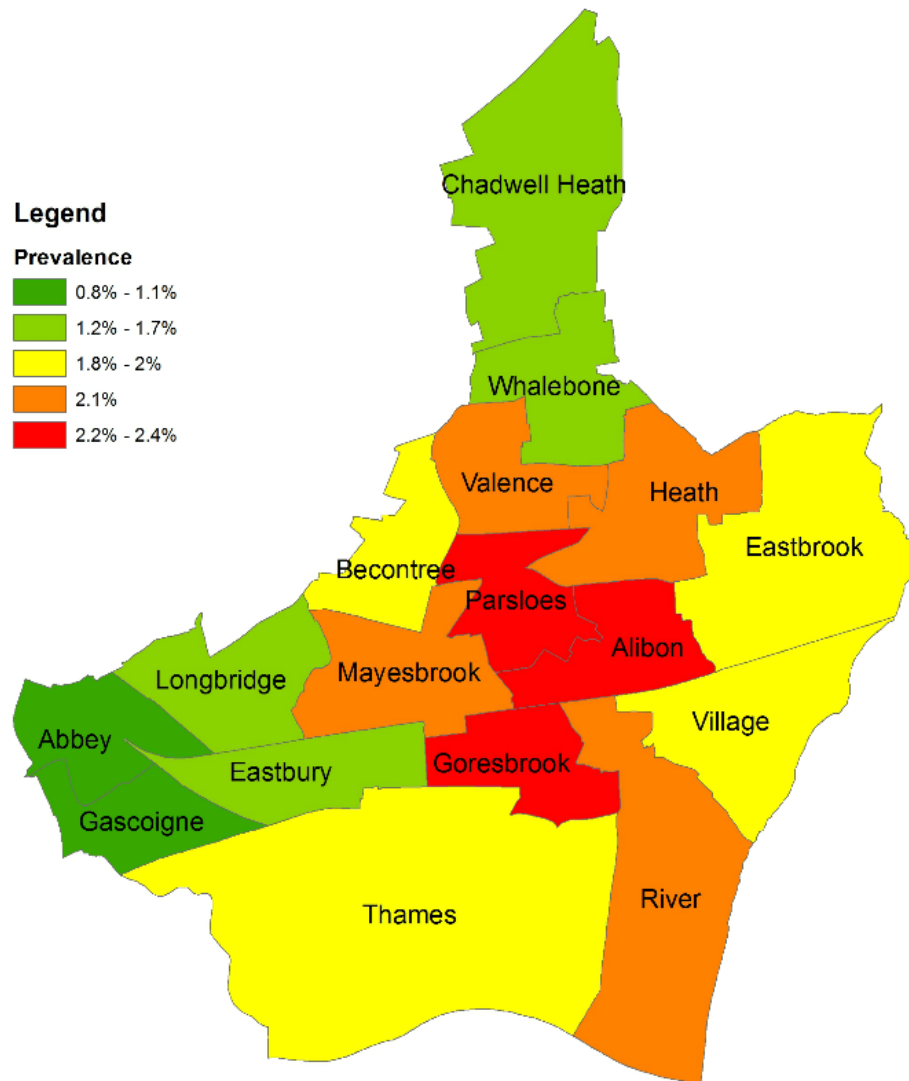 Chadwell Heath
Legend
Prevalence
0.8% - 1.1%
1.2% - 1.7%
1.8% - 2%
2.1%
2.2% - 2.4%
Whalebone
Valence
Heath
Eastbrook
Becontree
Parsloes
Alibon
Longbridge
Mayesbrook
Village
Abbey
Eastbury
Goresbrook
Gascoigne
Thames
River